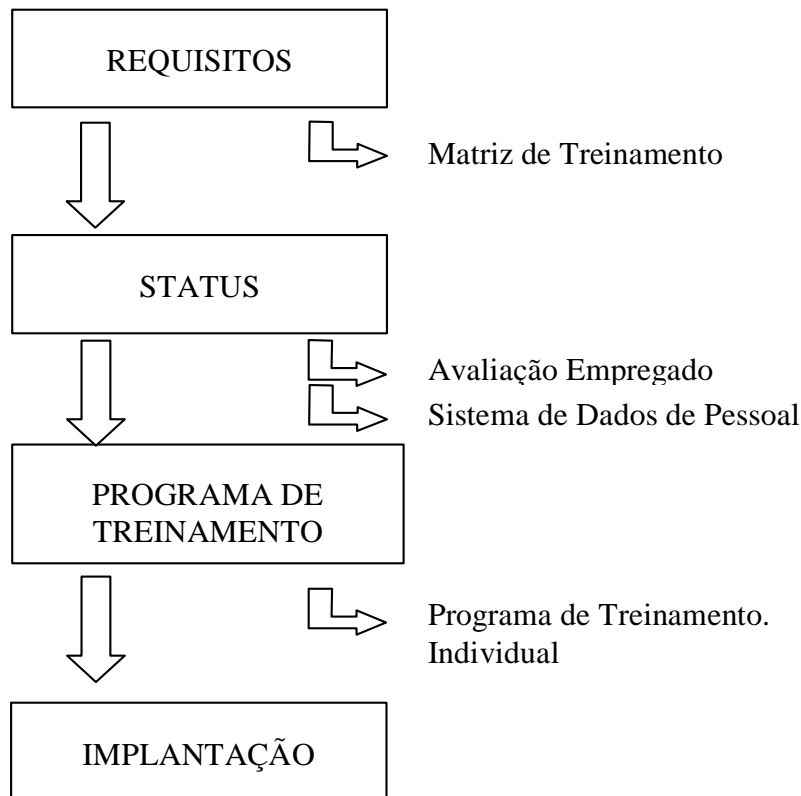 REQUISITOS
Matriz de Treinamento
STATUS
Avaliação Empregado
Sistema de Dados de Pessoal
PROGRAMA DE
TREINAMENTO
Programa de Treinamento.
Individual
IMPLANTAÇÃO